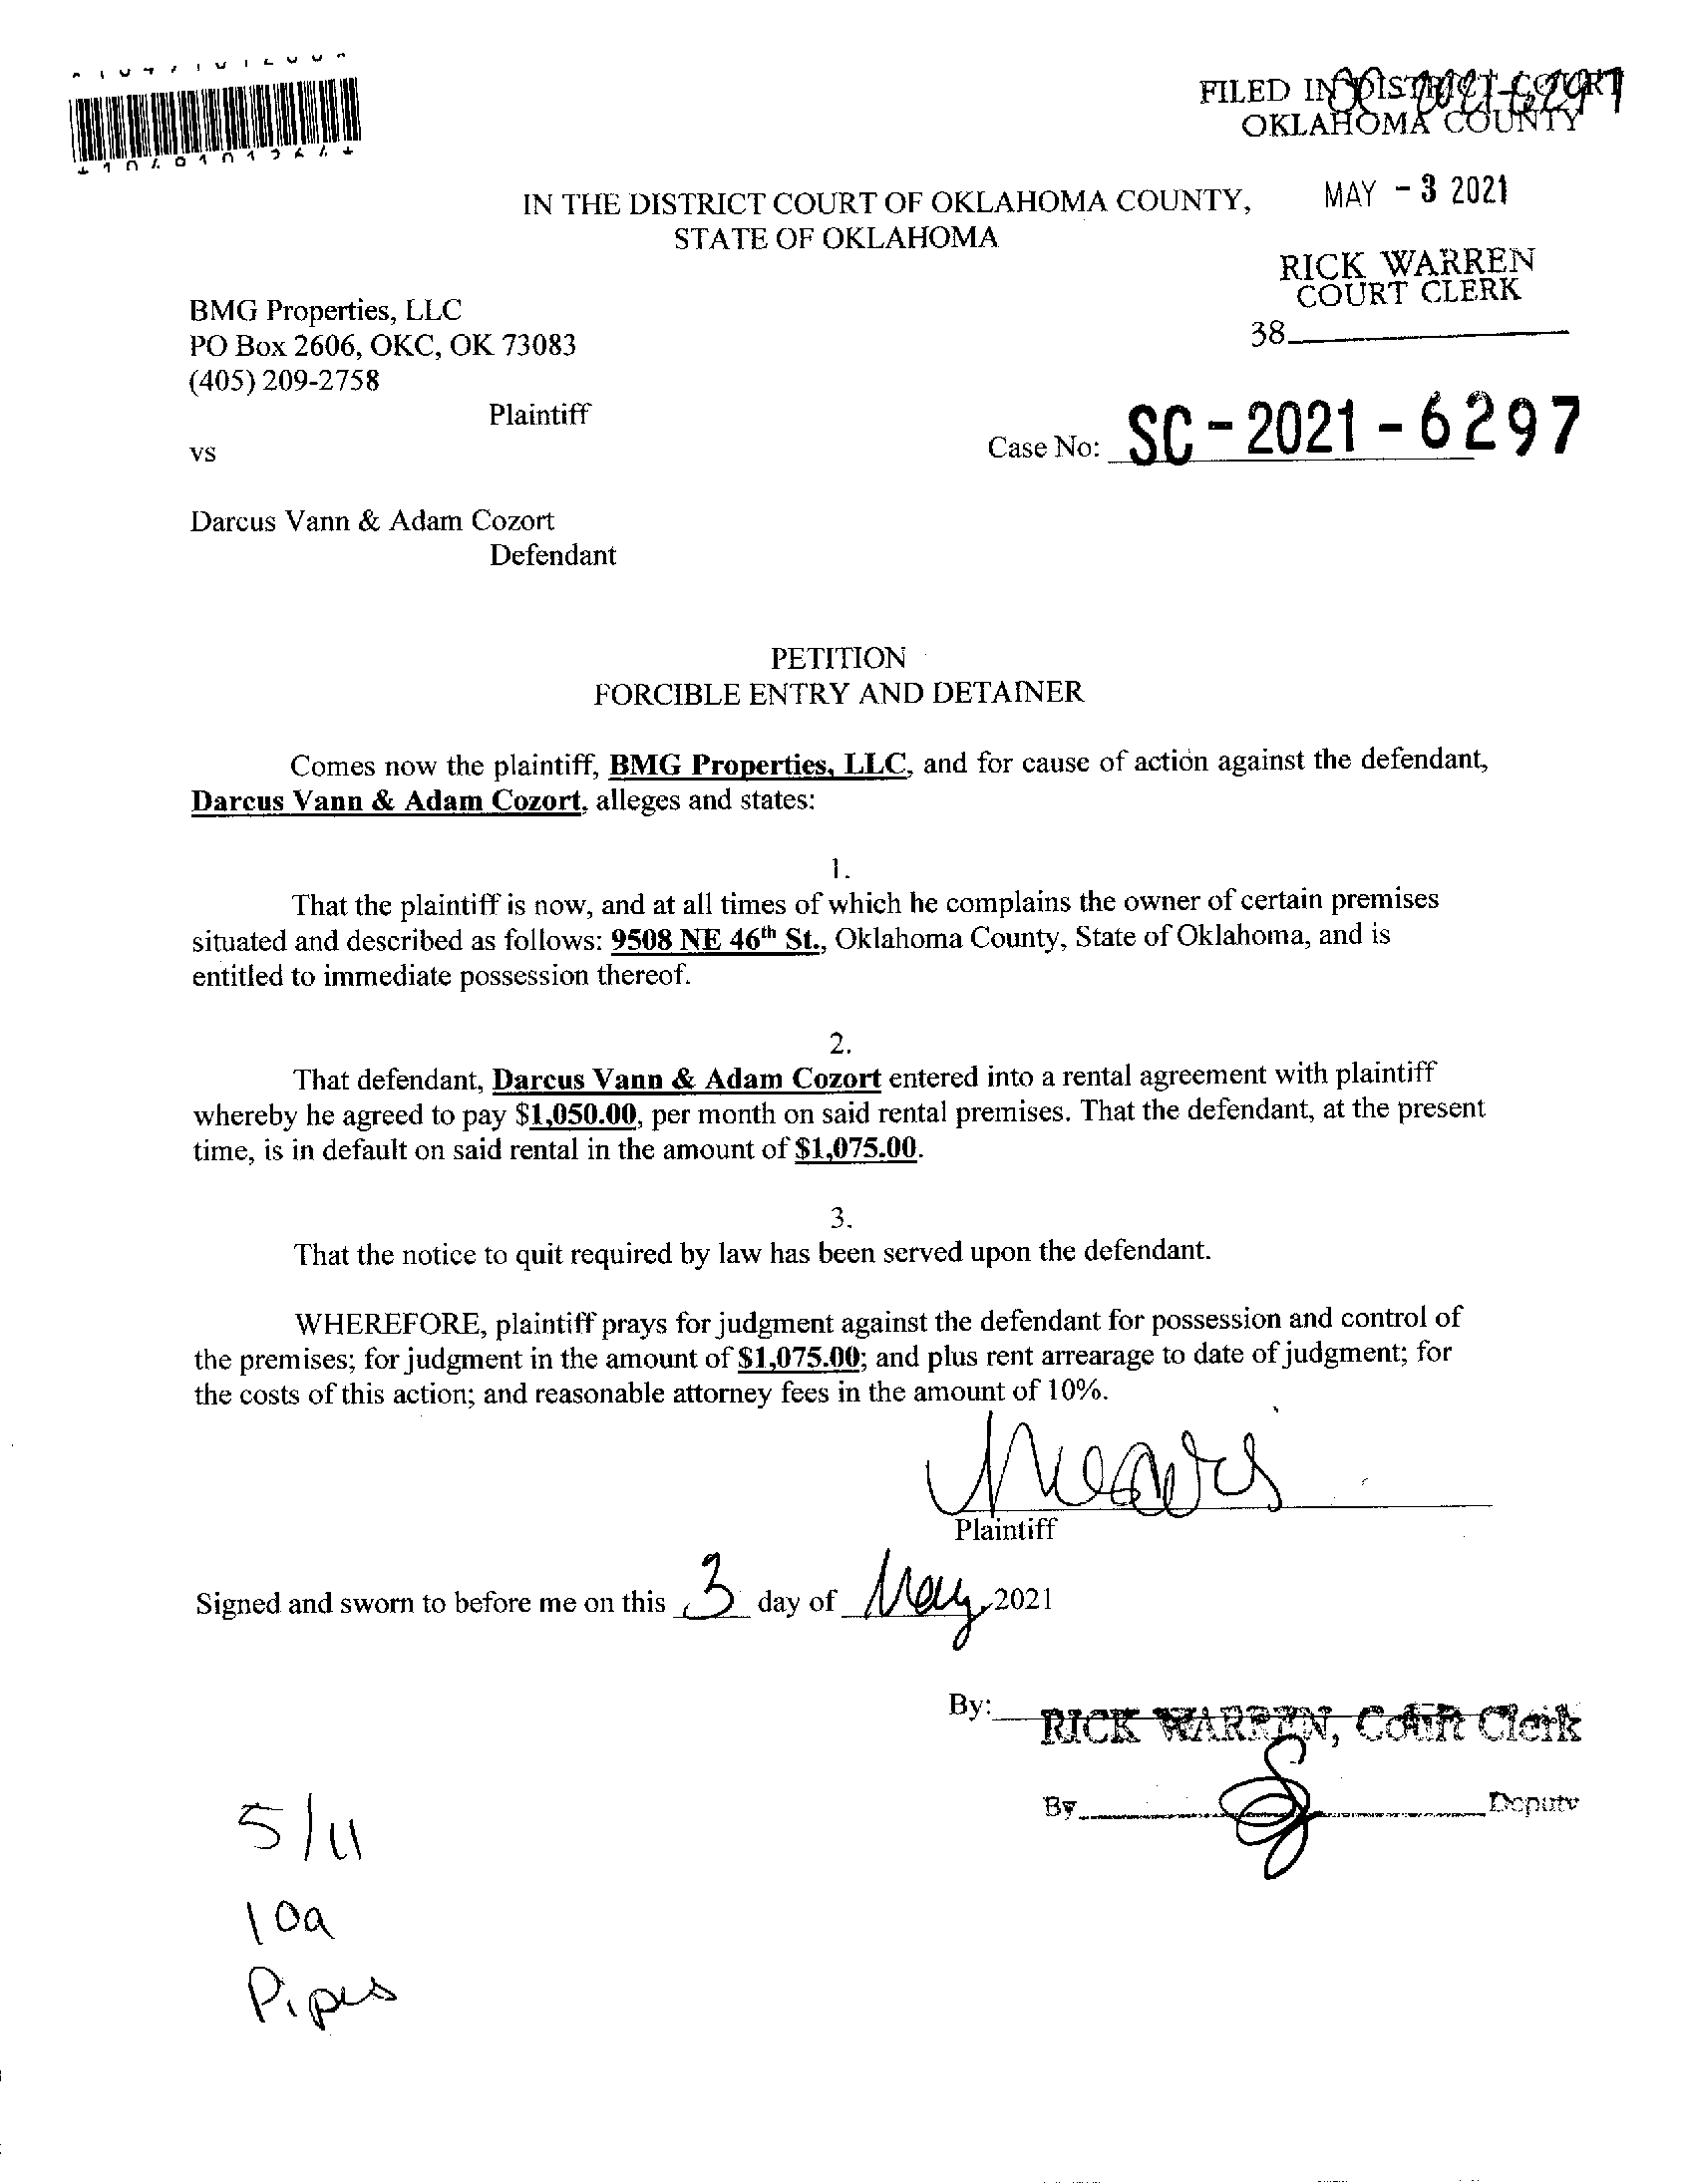 FILED IN DISTRICT COURT
OKLAHOMA COUNTY
MAY - 3 2021
RICK WARREN
COURT CLERK
38
IN THE DISTRICT COURT OF OKLAHOMA COUNTY,
STATE OF OKLAHOMA
BMG Properties, LLC
PO Box 2606, OKC, OK 73083
(405) 209-2758
Plaintiff
vs
Case No: SC - 2021 - 6297
Darcus Vann & Adam Cozort
Defendant
PETITION
FORCIBLE ENTRY AND DETAINER
Comes now the plaintiff, BMG Properties, LLC, and for cause of action against the defendant,
Darcus Vann & Adam Cozort, alleges and states:
1.
That the plaintiff is now, and at all times of which he complains the owner of certain premises
situated and described as follows: 9508 NE 46th St., Oklahoma County, State of Oklahoma, and is
entitled to immediate possession thereof.
2.
That defendant, Darcus Vann & Adam Cozort entered into a rental agreement with plaintiff
whereby he agreed to pay $1,050.00, per month on said rental premises. That the defendant, at the present
time, is in default on said rental in the amount of $1,075.00.
3.
That the notice to quit required by law has been served upon the defendant.
WHEREFORE, plaintiff prays for judgment against the defendant for possession and control of
the premises; for judgment in the amount of $1,075.00; and plus rent arrearage to date of judgment; for
the costs of this action; and reasonable attorney fees in the amount of 10%.
Plaintiff
Signed and sworn to before me on this 3 day of May, 2021
By: RICK WARREN, Court Clerk
By Deputy
5/11
10a
Pipes